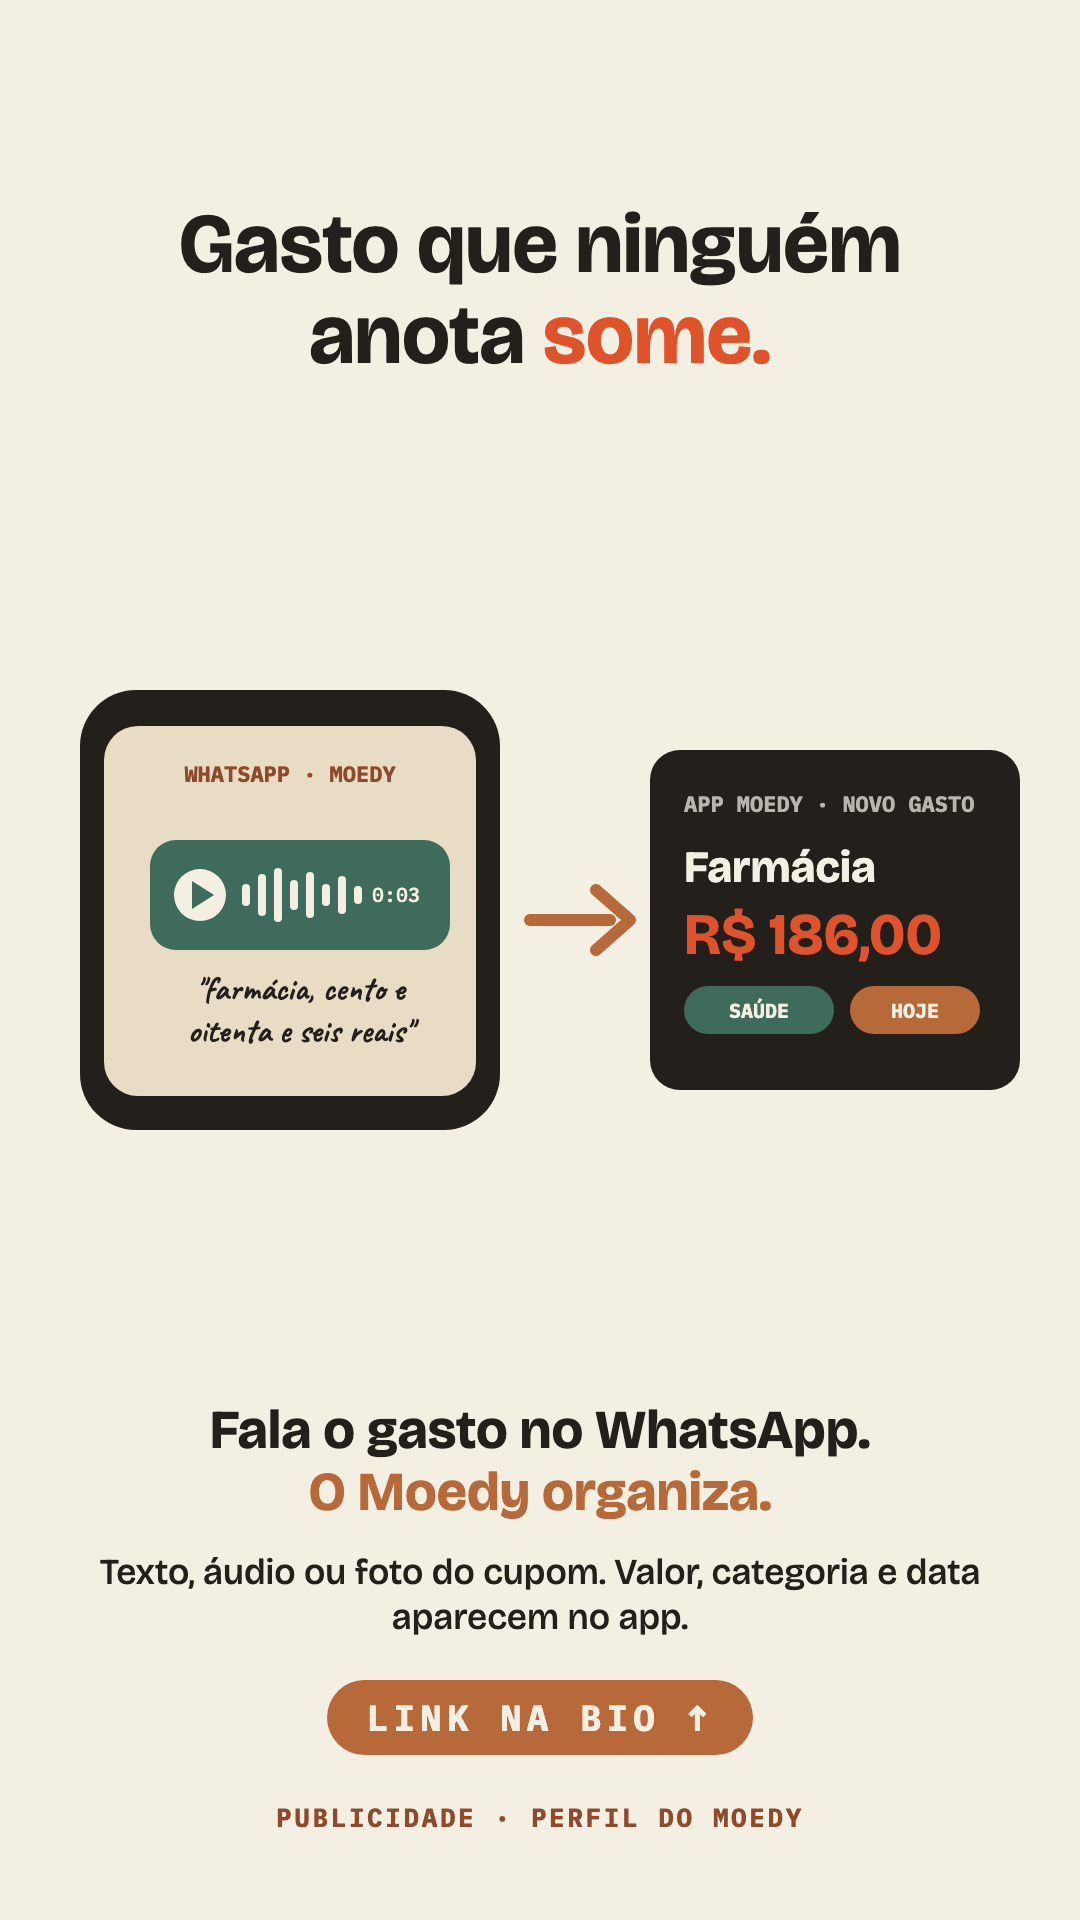 Gasto que ninguém
anota some.
WHATSAPP · MOEDY
0:03
"farmácia, cento e
oitenta e seis reais"
APP MOEDY · NOVO GASTO
Farmácia
R$ 186,00
SAÚDE
HOJE
Fala o gasto no WhatsApp.
O Moedy organiza.
Texto, áudio ou foto do cupom. Valor, categoria e data
aparecem no app.
LINK NA BIO ↑
PUBLICIDADE · PERFIL DO MOEDY